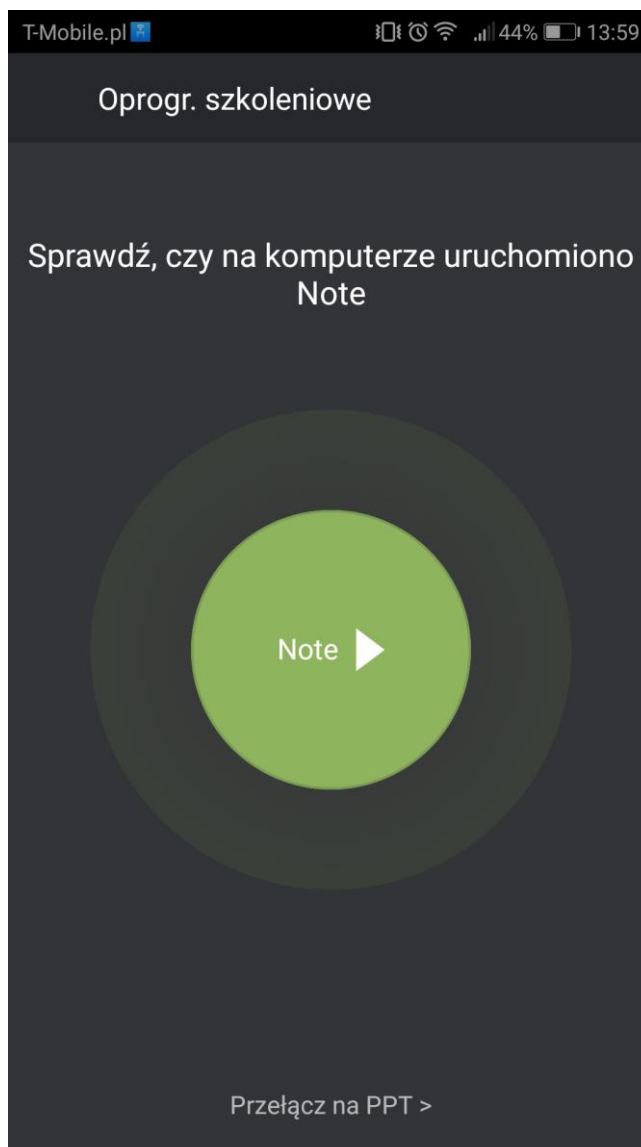 T-Mobile.pl 44% 13:59
Oprogr. szkoleniowe
Sprawdź, czy na komputerze uruchomiono
Note
Note
Przełącz na PPT >